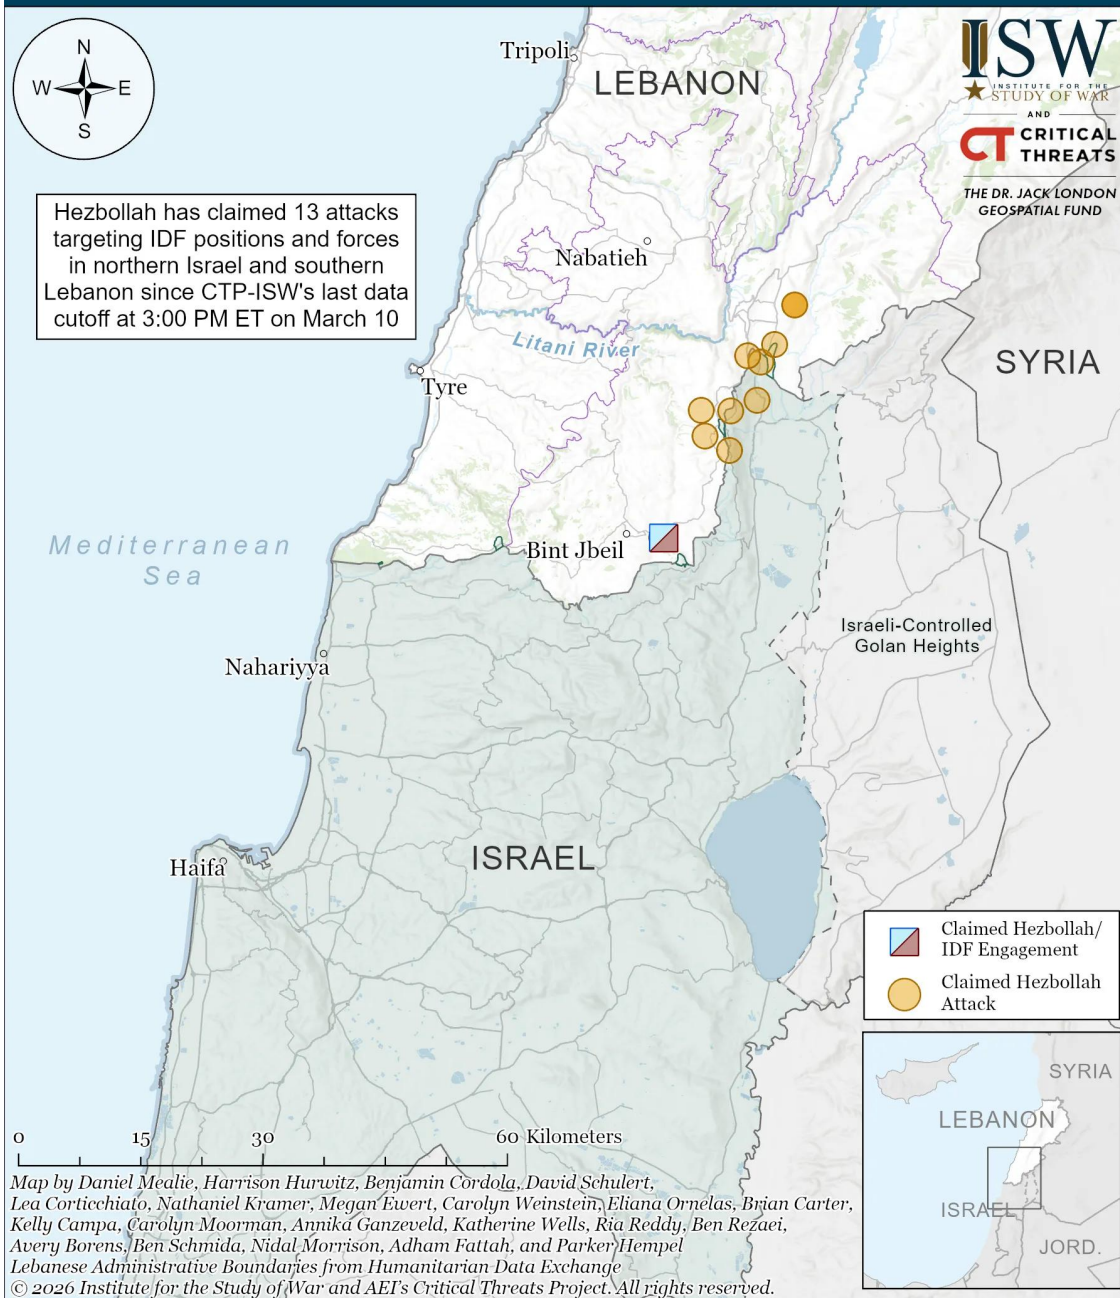 N
W
E
S
Tripoli
LEBANON
ISW
INSTITUTE FOR THE
STUDY OF WAR
AND
CT CRITICAL
THREATS
THE DR. JACK LONDON
GEOSPATIAL FUND
Hezbollah has claimed 13 attacks
targeting IDF positions and forces
in northern Israel and southern
Lebanon since CTP-ISW's last data
cutoff at 3:00 PM ET on March 10
Nabatieh
Litani River
SYRIA
Tyre
Mediterranean
Sea
Bint Jbeil
Israeli-Controlled
Golan Heights
Nahariyya
Haifa
ISRAEL
Claimed Hezbollah/
IDF Engagement
Claimed Hezbollah
Attack
SYRIA
LEBANON
ISRAEL
JORD.
0 15 30 60 Kilometers
Map by Daniel Mealie, Harrison Hurwitz, Benjamin Cordola, David Schulert,
Lea Corticchiato, Nathaniel Kramer, Megan Ewert, Carolyn Weinstein, Eliana Ornelas, Brian Carter,
Kelly Campa, Carolyn Moorman, Annika Ganzeveld, Katherine Wells, Ria Reddy, Ben Rezaei,
Avery Borens, Ben Schmida, Nidal Morrison, Adham Fattah, and Parker Hempel
Lebanese Administrative Boundaries from Humanitarian Data Exchange
© 2026 Institute for the Study of War and AEI's Critical Threats Project. All rights reserved.